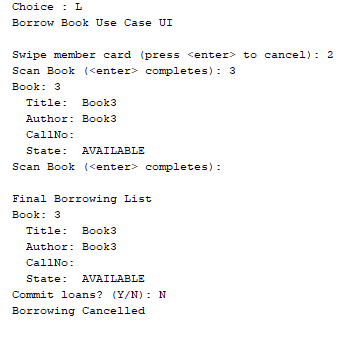 Choice : L
Borrow Book Use Case UI
Swipe member card (press <enter> to cancel): 2
Scan Book (<enter> completes): 3
Book: 3
Title: Book3
Author: Book3
CallNo:
State: AVAILABLE
Scan Book (<enter> completes):
Final Borrowing List
Book: 3
Title: Book3
Author: Book3
CallNo:
State: AVAILABLE
Commit loans? (Y/N): N
Borrowing Cancelled